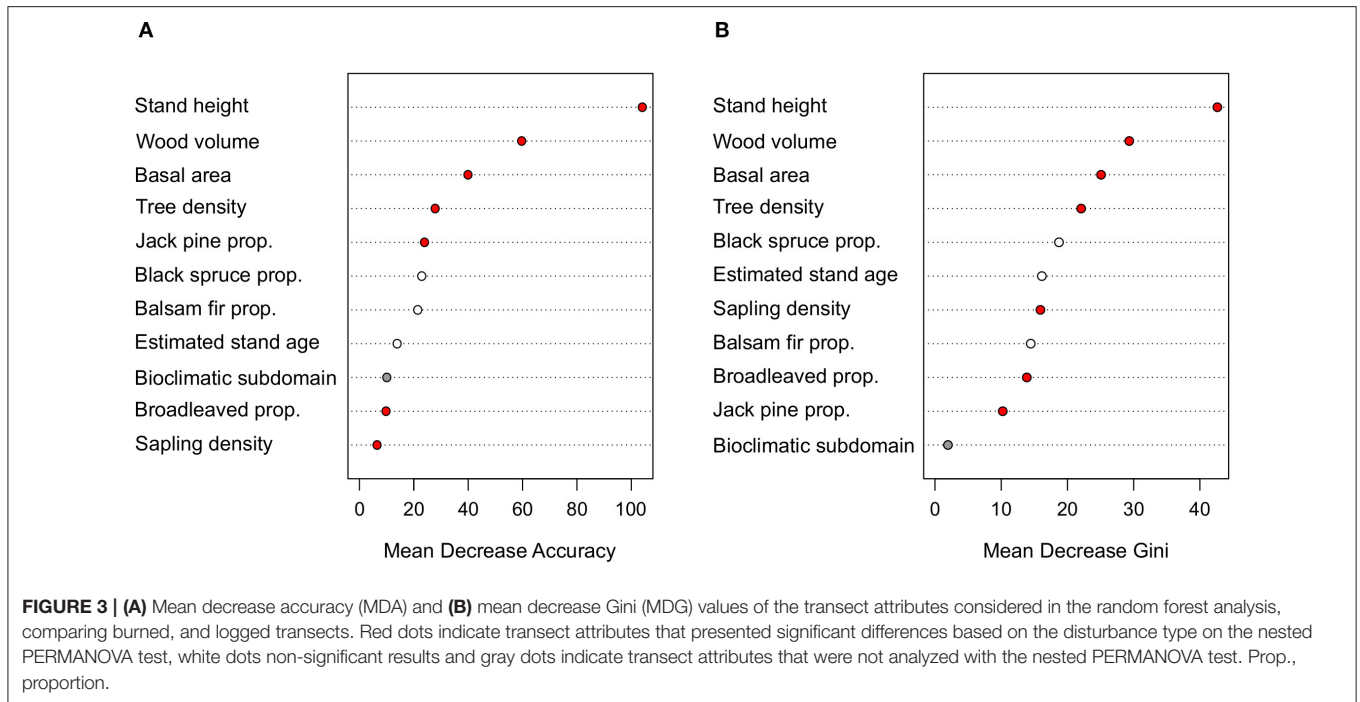 A
Stand height
Wood volume
Basal area
Tree density
Jack pine prop.
Black spruce prop.
Balsam fir prop.
Estimated stand age
Bioclimatic subdomain
Broadleaved prop.
Sapling density
0 20 40 60 80 100
Mean Decrease Accuracy
B
Stand height
Wood volume
Basal area
Tree density
Black spruce prop.
Estimated stand age
Sapling density
Balsam fir prop.
Broadleaved prop.
Jack pine prop.
Bioclimatic subdomain
0 10 20 30 40
Mean Decrease Gini
FIGURE 3 | (A) Mean decrease accuracy (MDA) and (B) mean decrease Gini (MDG) values of the transect attributes considered in the random forest analysis,
comparing burned, and logged transects. Red dots indicate transect attributes that presented significant differences based on the disturbance type on the nested
PERMANOVA test, white dots non-significant results and gray dots indicate transect attributes that were not analyzed with the nested PERMANOVA test. Prop.,
proportion.